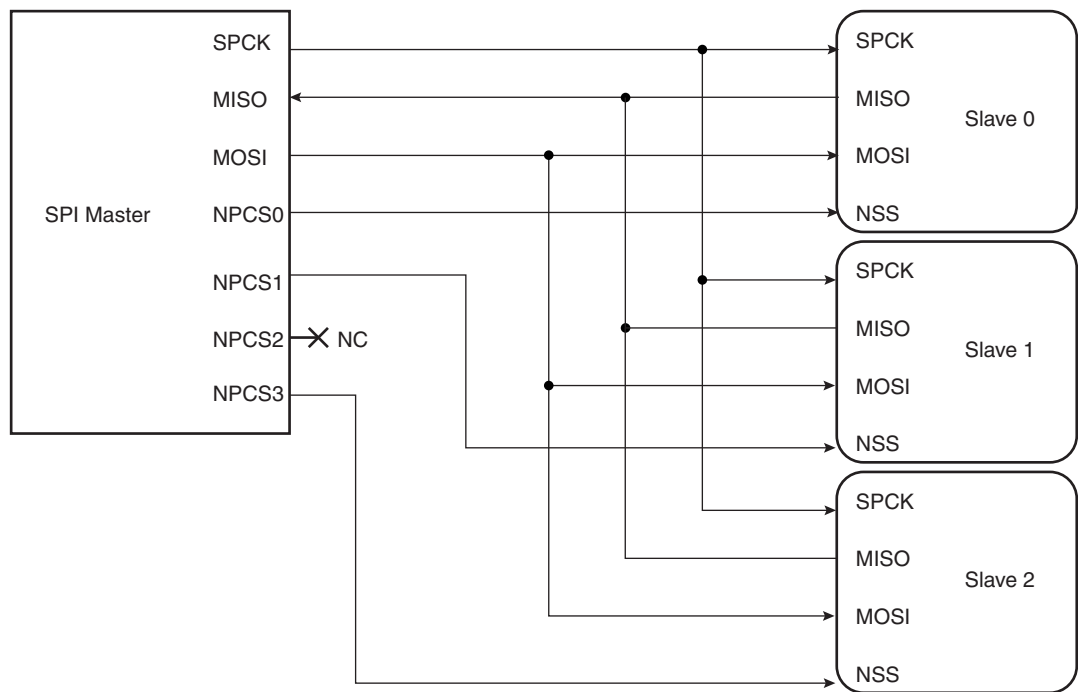 SPI Master
SPCK
MISO
MOSI
NPCS0
NPCS1
NPCS2
NC
NPCS3
SPCK
MISO
Slave 0
MOSI
NSS
SPCK
MISO
Slave 1
MOSI
NSS
SPCK
MISO
Slave 2
MOSI
NSS